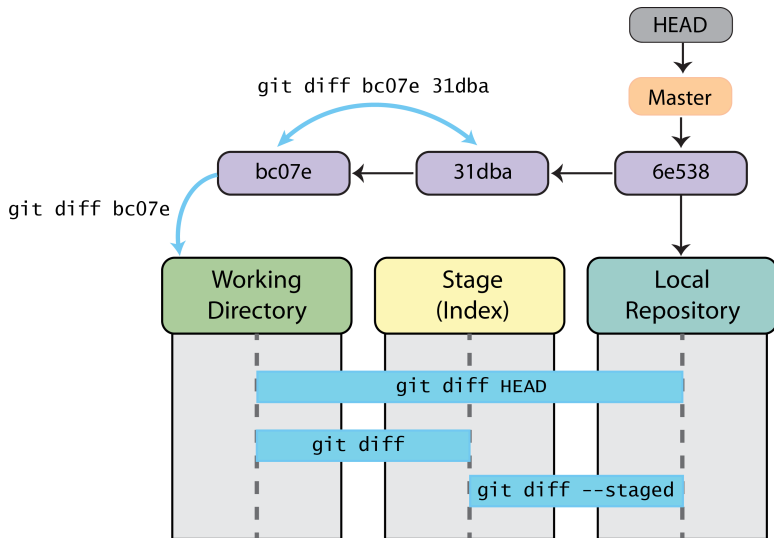 HEAD
git diff bc07e 31dba
Master
bc07e
31dba
6e538
git diff bc07e
Working
Directory
Stage
(Index)
Local
Repository
git diff HEAD
git diff
git diff --staged